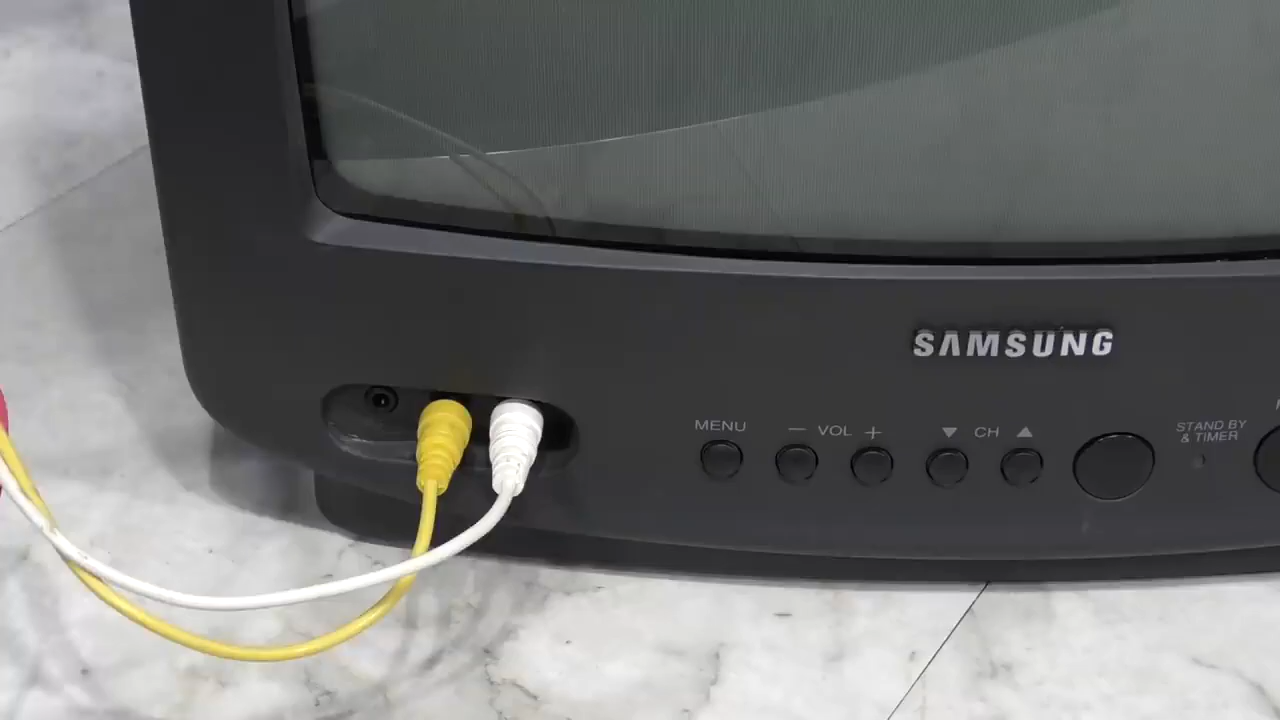 SAMSUNG
MENU
− VOL +
▼ CH ▲
STAND BY
& TIMER